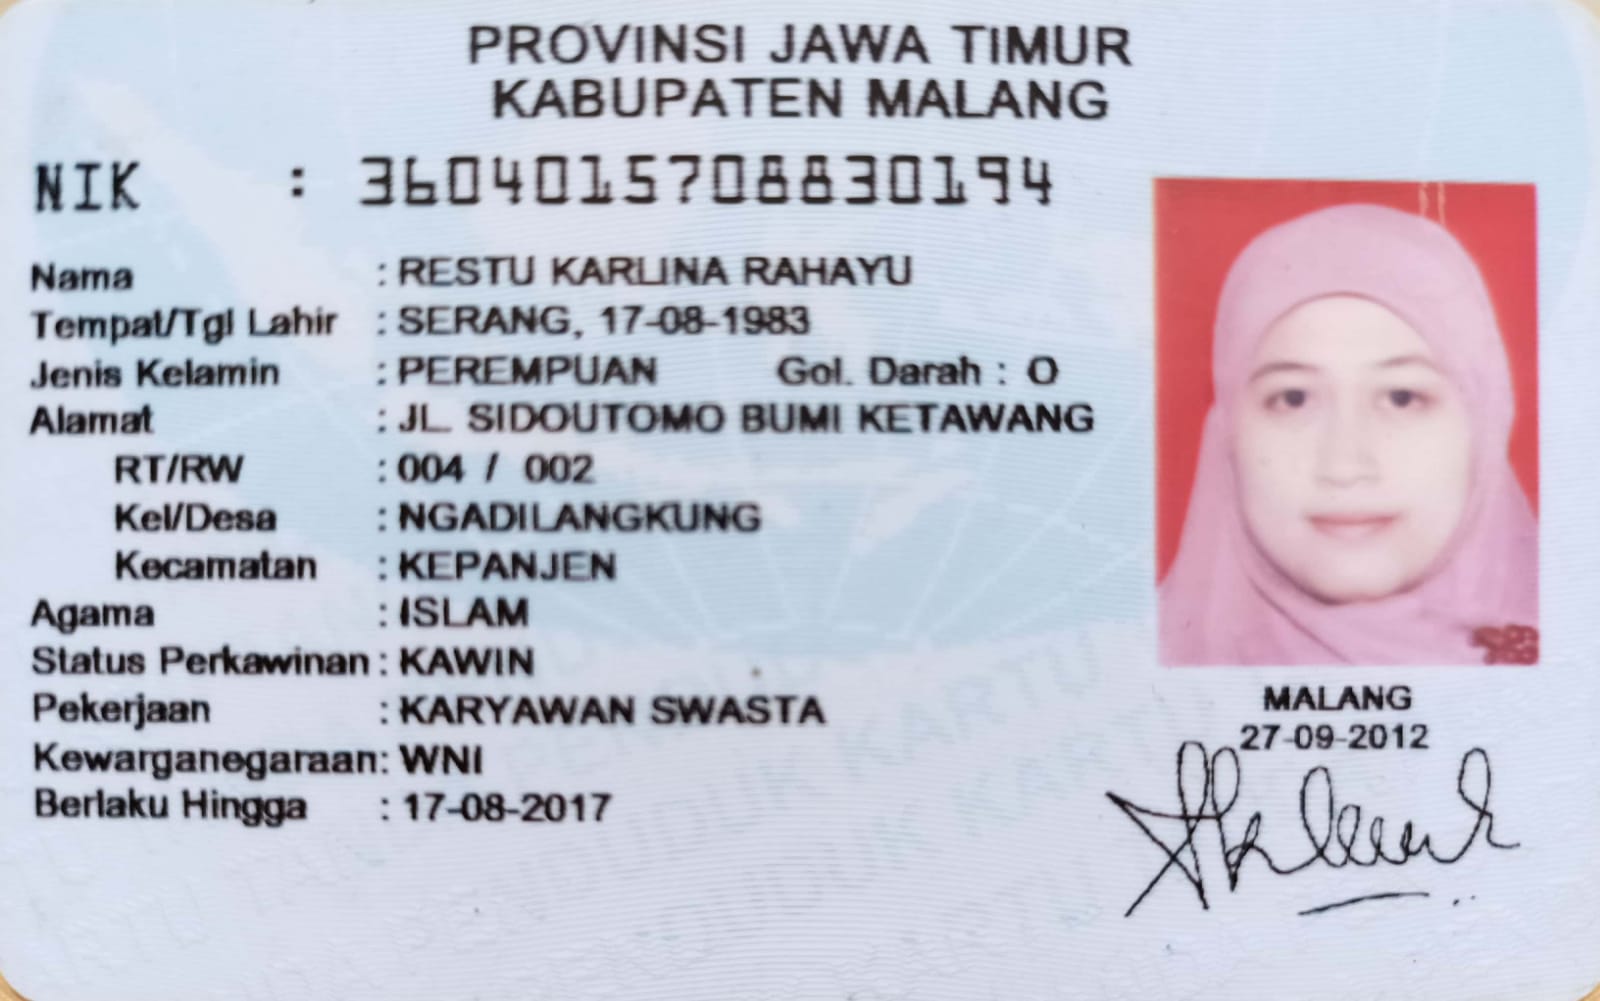 PROVINSI JAWA TIMUR
KABUPATEN MALANG
NIK : 3604015708830194
Nama : RESTU KARLINA RAHAYU
Tempat/Tgl Lahir : SERANG, 17-08-1983
Jenis Kelamin : PEREMPUAN Gol. Darah : O
Alamat : JL. SIDOUTOMO BUMI KETAWANG
RT/RW : 004 / 002
Kel/Desa : NGADILANGKUNG
Kecamatan : KEPANJEN
Agama : ISLAM
Status Perkawinan : KAWIN
Pekerjaan : KARYAWAN SWASTA
Kewarganegaraan : WNI
Berlaku Hingga : 17-08-2017
MALANG
27-09-2012